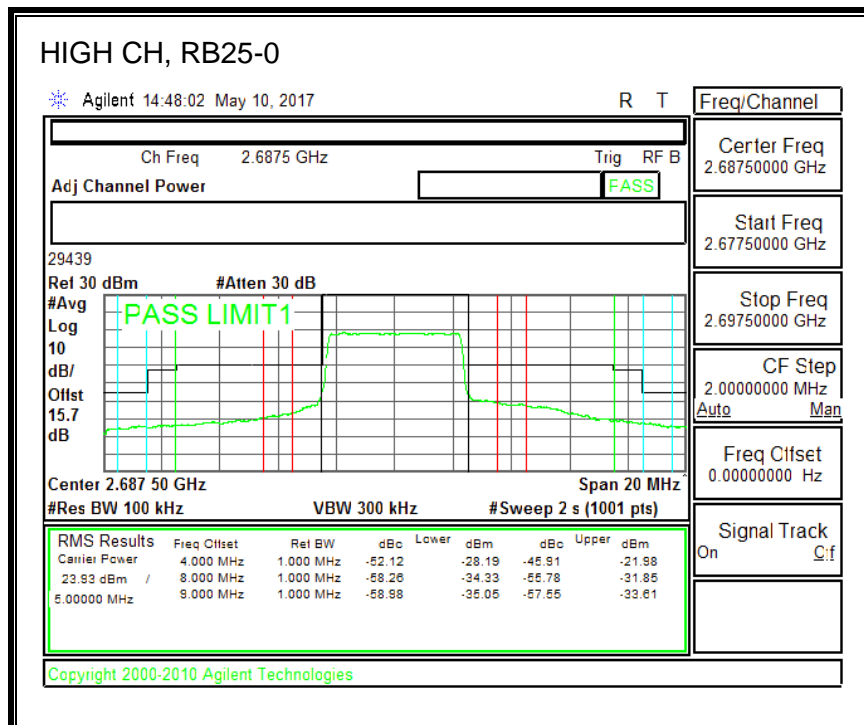 HIGH CH, RB25-0
Agilent 14:48:02 May 10, 2017 R T
Freq/Channel
Ch Freq 2.6875 GHz Trig RF B
Adj Channel Power PASS
Center Freq
2.68750000 GHz
Start Freq
2.67750000 GHz
Stop Freq
2.69750000 GHz
CF Step
2.00000000 MHz
Auto Man
Freq Offset
0.00000000 Hz
Signal Track
On Off
29439
Ref 30 dBm #Atten 30 dB
#Avg
Log
10
dB/
Offst
15.7
dB
PASS LIMIT1
Center 2.687 50 GHz Span 20 MHz^
#Res BW 100 kHz VBW 300 kHz #Sweep 2 s (1001 pts)
RMS Results Freq Offset Ref BW dBc Lower dBm dBc Upper dBm
Carrier Power 4.000 MHz 1.000 MHz -52.12 -28.19 -45.91 -21.98
23.93 dBm / 8.000 MHz 1.000 MHz -58.26 -34.33 -55.78 -31.85
5.00000 MHz 9.000 MHz 1.000 MHz -58.98 -35.05 -57.55 -33.61
Copyright 2000-2010 Agilent Technologies